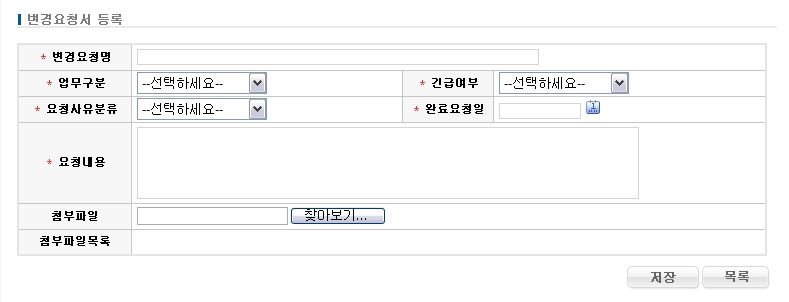 변경요청서 등록
* 변경요청명
* 업무구분 --선택하세요-- * 긴급여부 --선택하세요--
* 요청사유분류 --선택하세요-- * 완료요청일 1
* 요청내용
첨부파일 찾아보기...
첨부파일목록
저장 목록